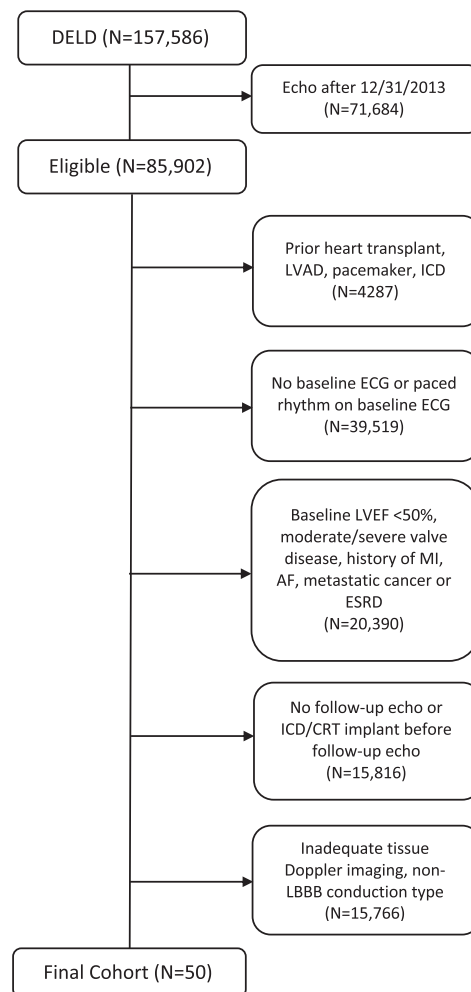 DELD (N=157,586)
Echo after 12/31/2013
(N=71,684)
Eligible (N=85,902)
Prior heart transplant,
LVAD, pacemaker, ICD
(N=4287)
No baseline ECG or paced
rhythm on baseline ECG
(N=39,519)
Baseline LVEF <50%,
moderate/severe valve
disease, history of MI,
AF, metastatic cancer or
ESRD
(N=20,390)
No follow-up echo or
ICD/CRT implant before
follow-up echo
(N=15,816)
Inadequate tissue
Doppler imaging, non-
LBBB conduction type
(N=15,766)
Final Cohort (N=50)